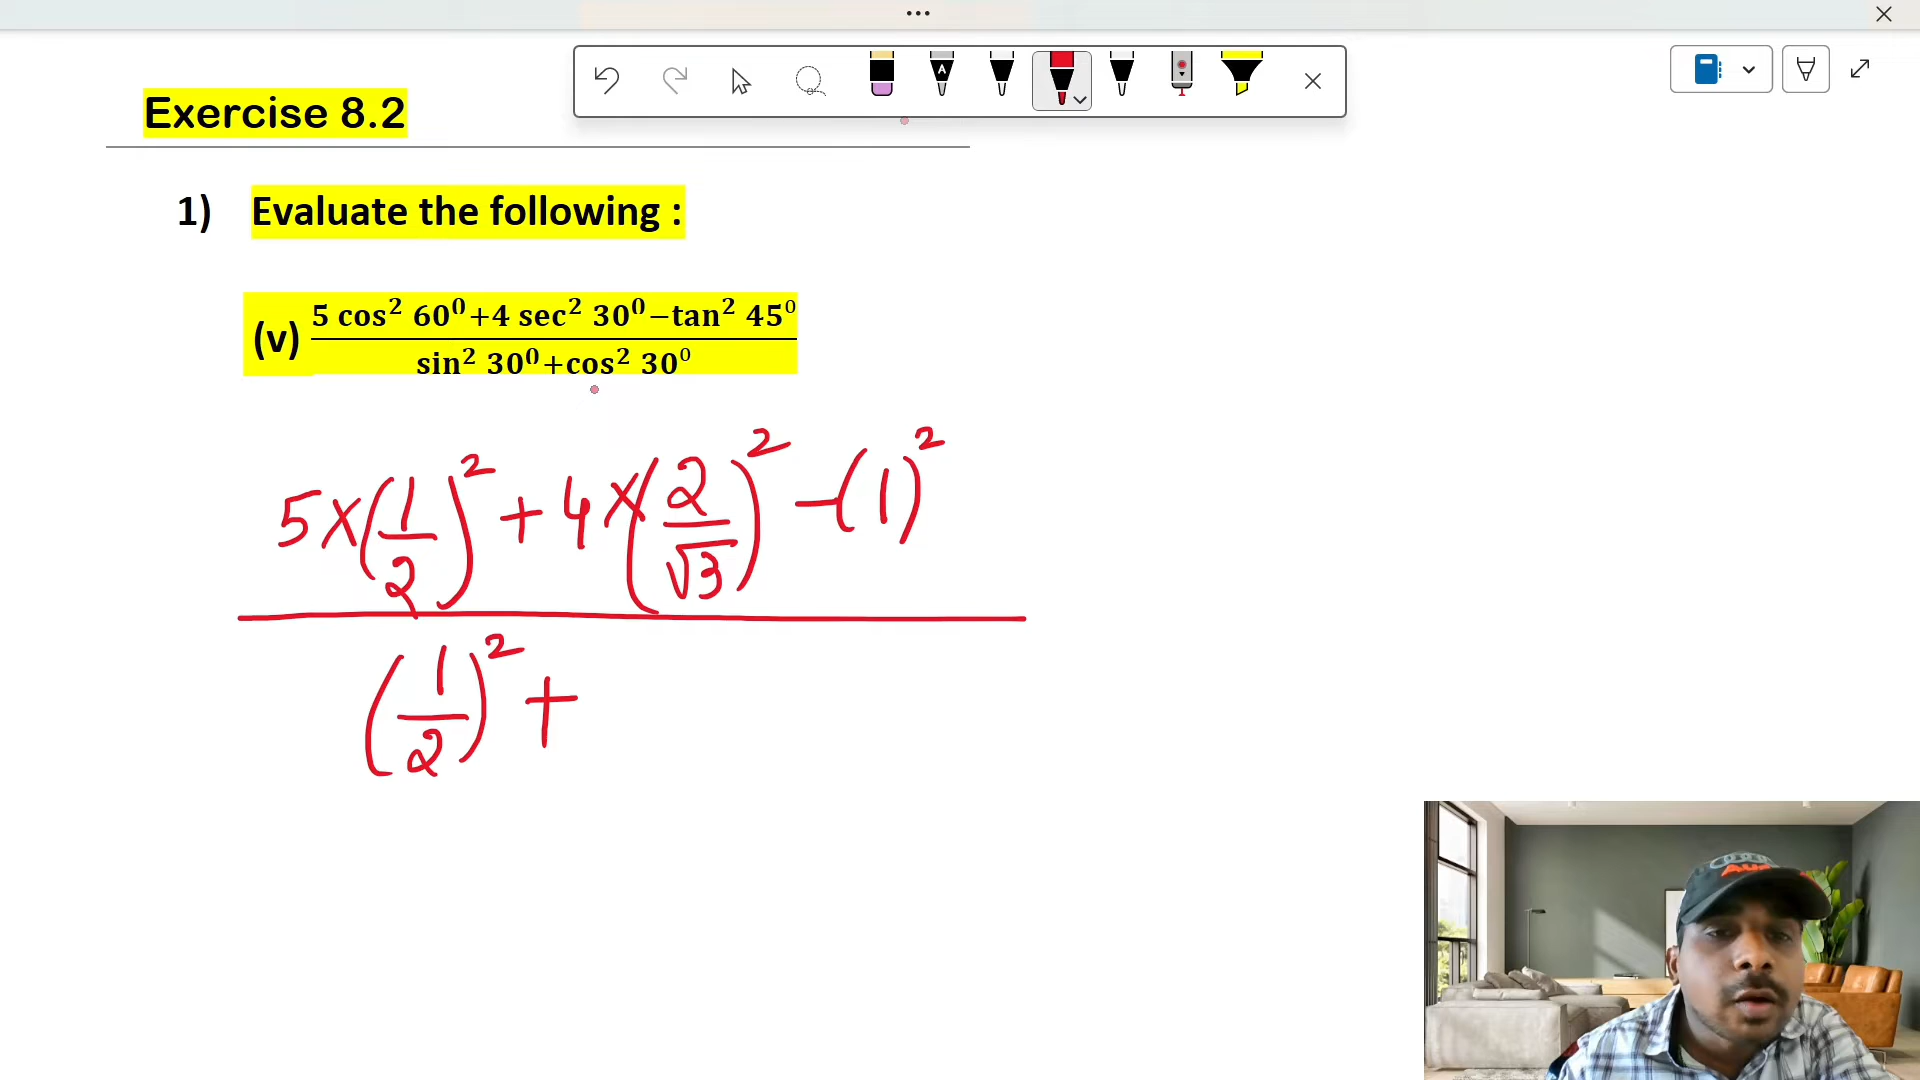 Exercise 8.2
1) Evaluate the following :
(v) (5 cos² 60⁰+4 sec² 30⁰−tan² 45⁰)/(sin² 30⁰+cos² 30⁰)
5×(1/2)² + 4×(2/√3)² −(1)²
(1/2)² +